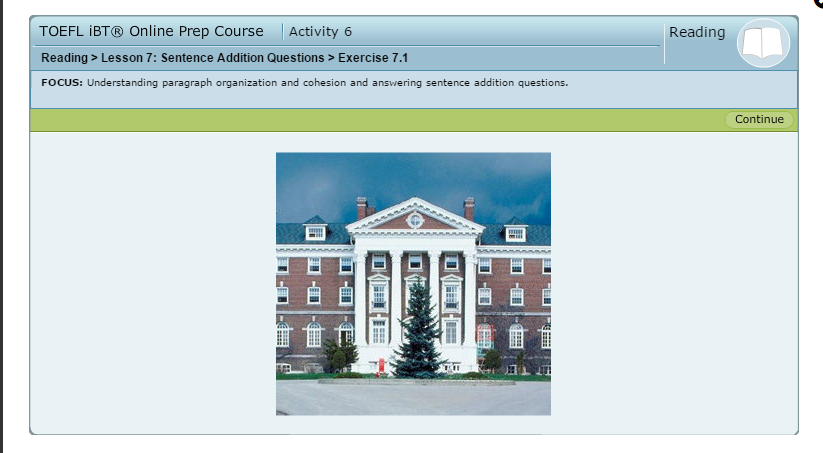 TOEFL iBT® Online Prep Course Activity 6
Reading
Reading > Lesson 7: Sentence Addition Questions > Exercise 7.1
FOCUS: Understanding paragraph organization and cohesion and answering sentence addition questions.
Continue